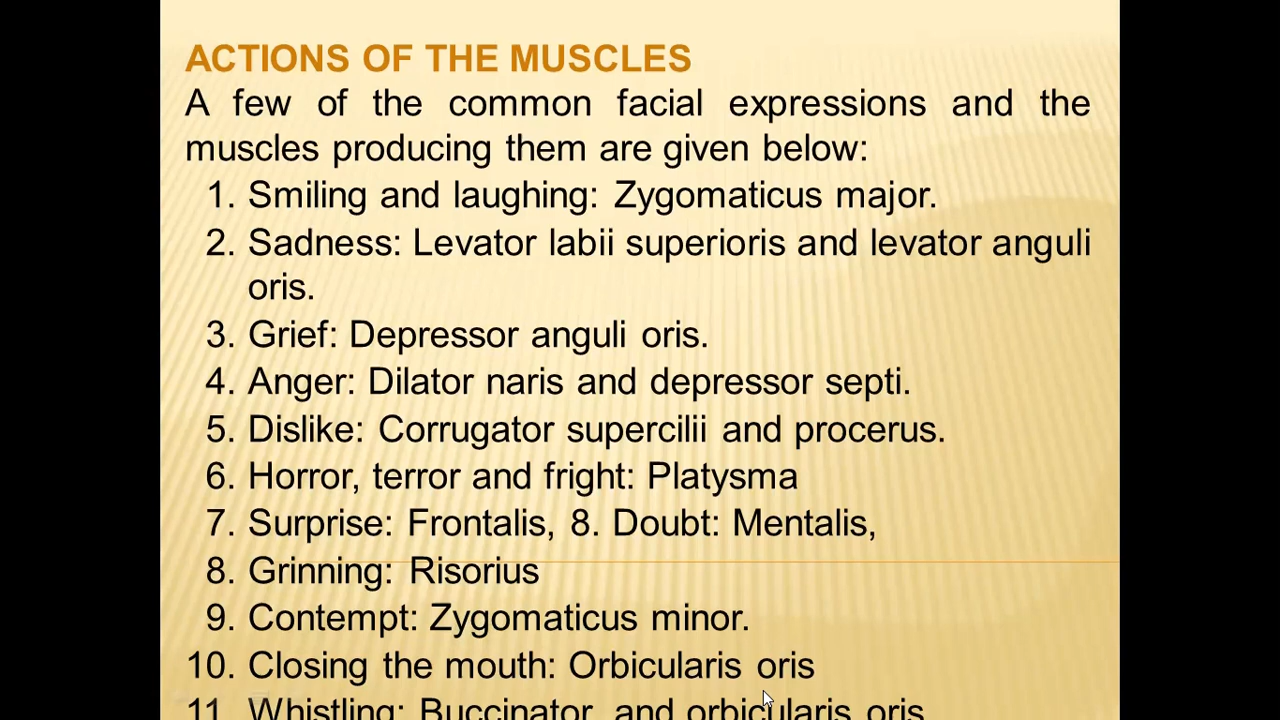 ACTIONS OF THE MUSCLES
A few of the common facial expressions and the
muscles producing them are given below:
1. Smiling and laughing: Zygomaticus major.
2. Sadness: Levator labii superioris and levator anguli
oris.
3. Grief: Depressor anguli oris.
4. Anger: Dilator naris and depressor septi.
5. Dislike: Corrugator supercilii and procerus.
6. Horror, terror and fright: Platysma
7. Surprise: Frontalis, 8. Doubt: Mentalis,
8. Grinning: Risorius
9. Contempt: Zygomaticus minor.
10. Closing the mouth: Orbicularis oris
11. Whistling: Buccinator, and orbicularis oris